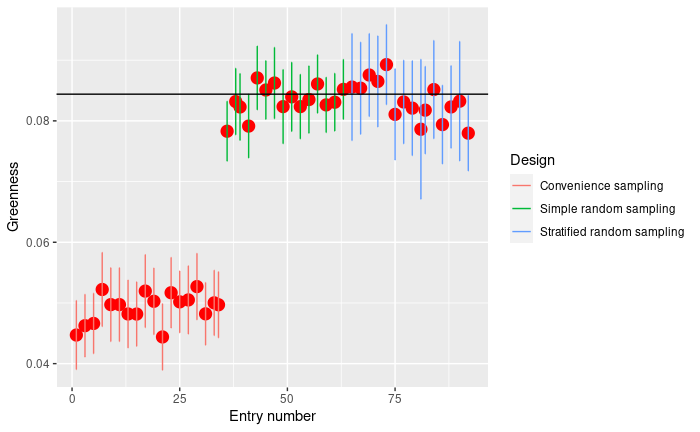 0.08
0.06
0.04
Greenness
0
25
50
75
Entry number
Design
Convenience sampling
Simple random sampling
Stratified random sampling